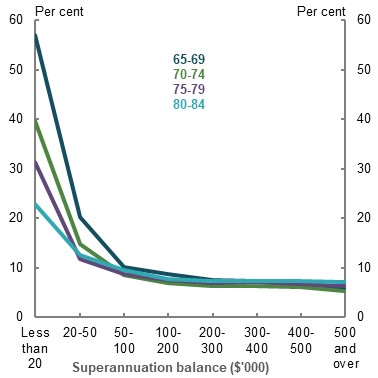 Per cent Per cent
60 60
50 50
40 40
30 30
20 20
10 10
0 0
65-69
70-74
75-79
80-84
Less 20-50 50- 100- 200- 300- 400- 500
than 100 200 300 400 500 and
20 over
Superannuation balance ($'000)